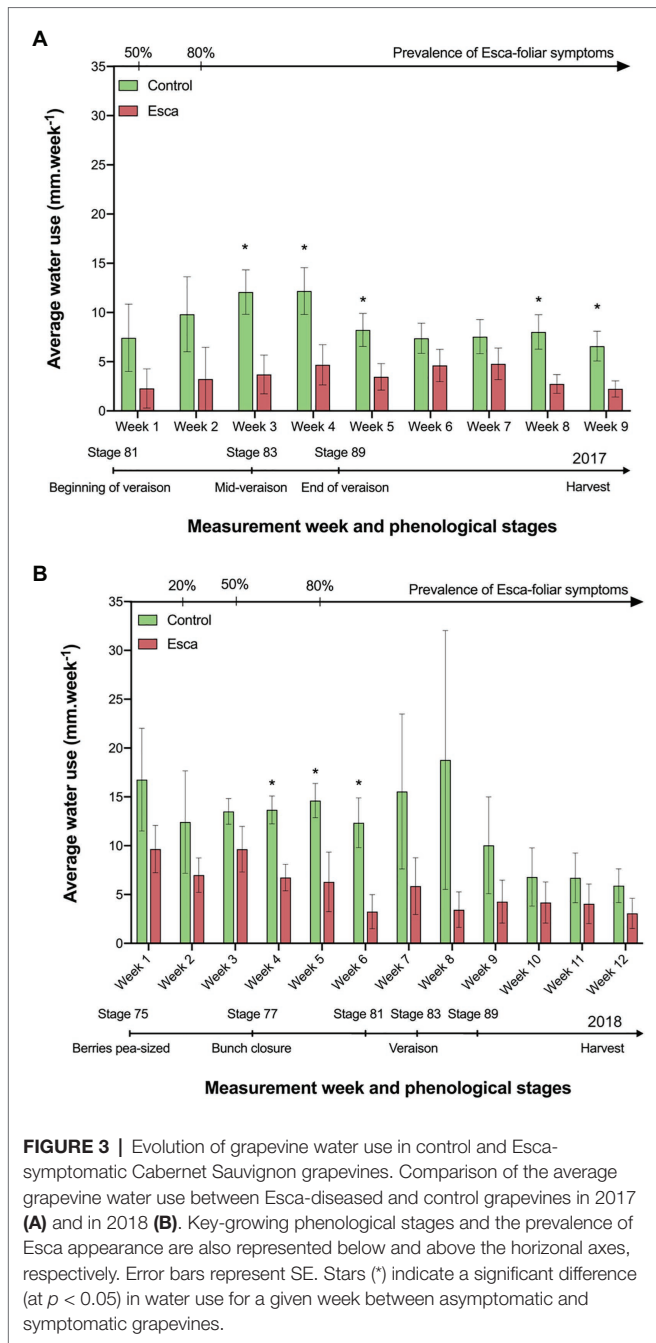 A
50% 80% Prevalence of Esca-foliar symptoms
35
Control
30
Esca
25
20
15
10
5
0
Average water use (mm.week⁻¹)
* * * * *
Week 1 Week 2 Week 3 Week 4 Week 5 Week 6 Week 7 Week 8 Week 9
Stage 81 Stage 83 Stage 89 2017
Beginning of veraison Mid-veraison End of veraison Harvest
Measurement week and phenological stages
B
20% 50% 80% Prevalence of Esca-foliar symptoms
35
Control
30
Esca
25
20
15
10
5
0
Average water use (mm.week⁻¹)
* * *
Week 1 Week 2 Week 3 Week 4 Week 5 Week 6 Week 7 Week 8 Week 9 Week 10 Week 11 Week 12
Stage 75 Stage 77 Stage 81 Stage 83 Stage 89 2018
Berries pea-sized Bunch closure Veraison Harvest
Measurement week and phenological stages
FIGURE 3 | Evolution of grapevine water use in control and Esca-
symptomatic Cabernet Sauvignon grapevines. Comparison of the average
grapevine water use between Esca-diseased and control grapevines in 2017
(A) and in 2018 (B). Key-growing phenological stages and the prevalence of
Esca appearance are also represented below and above the horizonal axes,
respectively. Error bars represent SE. Stars (*) indicate a significant difference
(at p < 0.05) in water use for a given week between asymptomatic and
symptomatic grapevines.